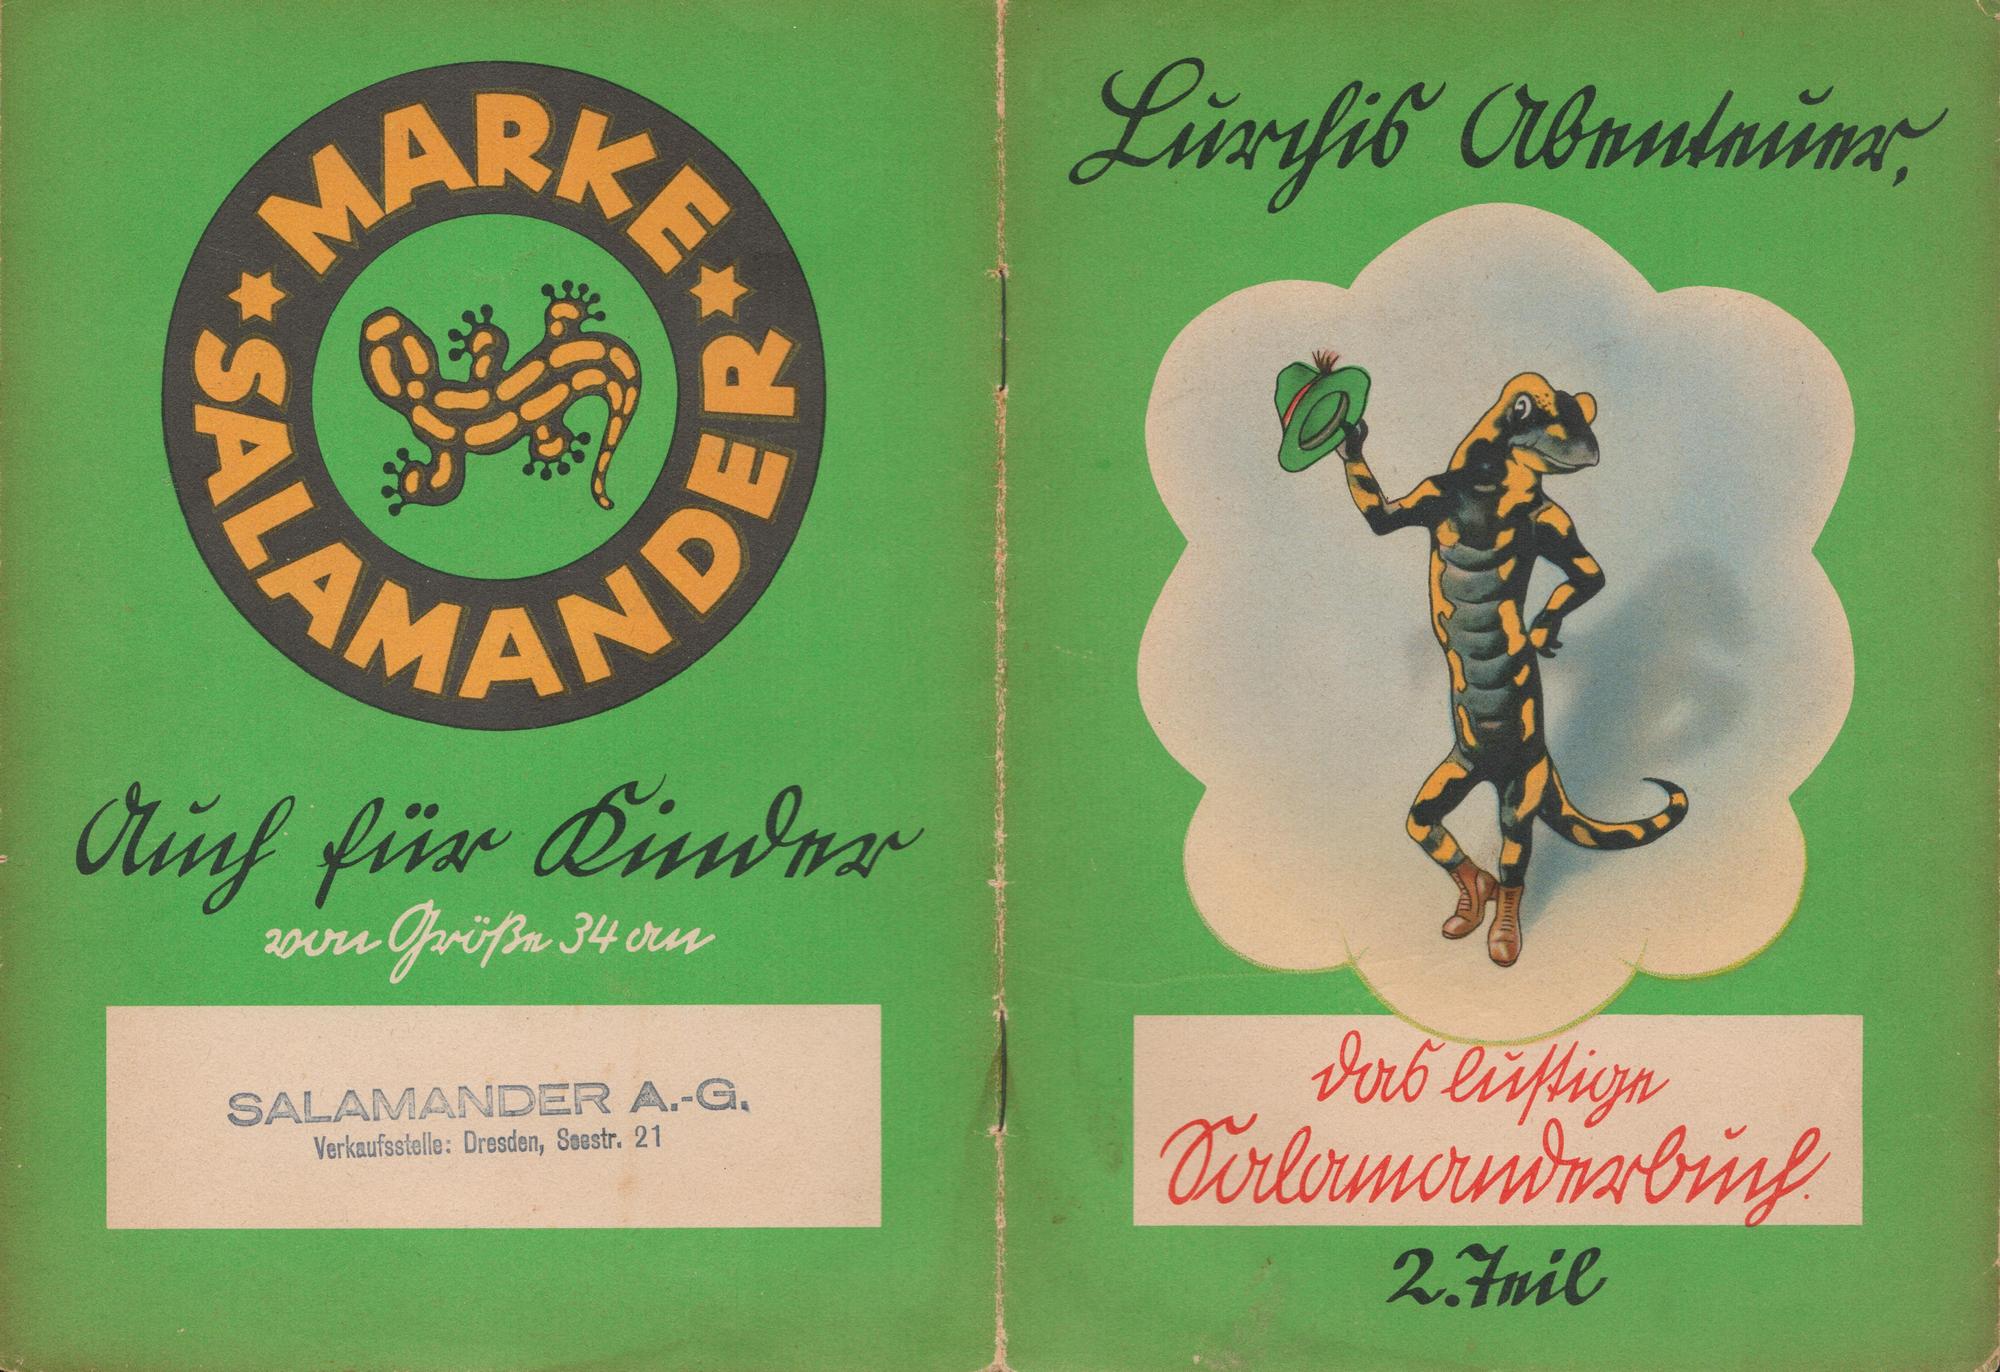 MARKE
SALAMANDER
Auch für Kinder
von Größe 34 an
SALAMANDER A.-G.
Verkaufsstelle: Dresden, Seestr. 21
Lurchis Abenteuer,
das lustige
Salamanderbuch.
2. Teil